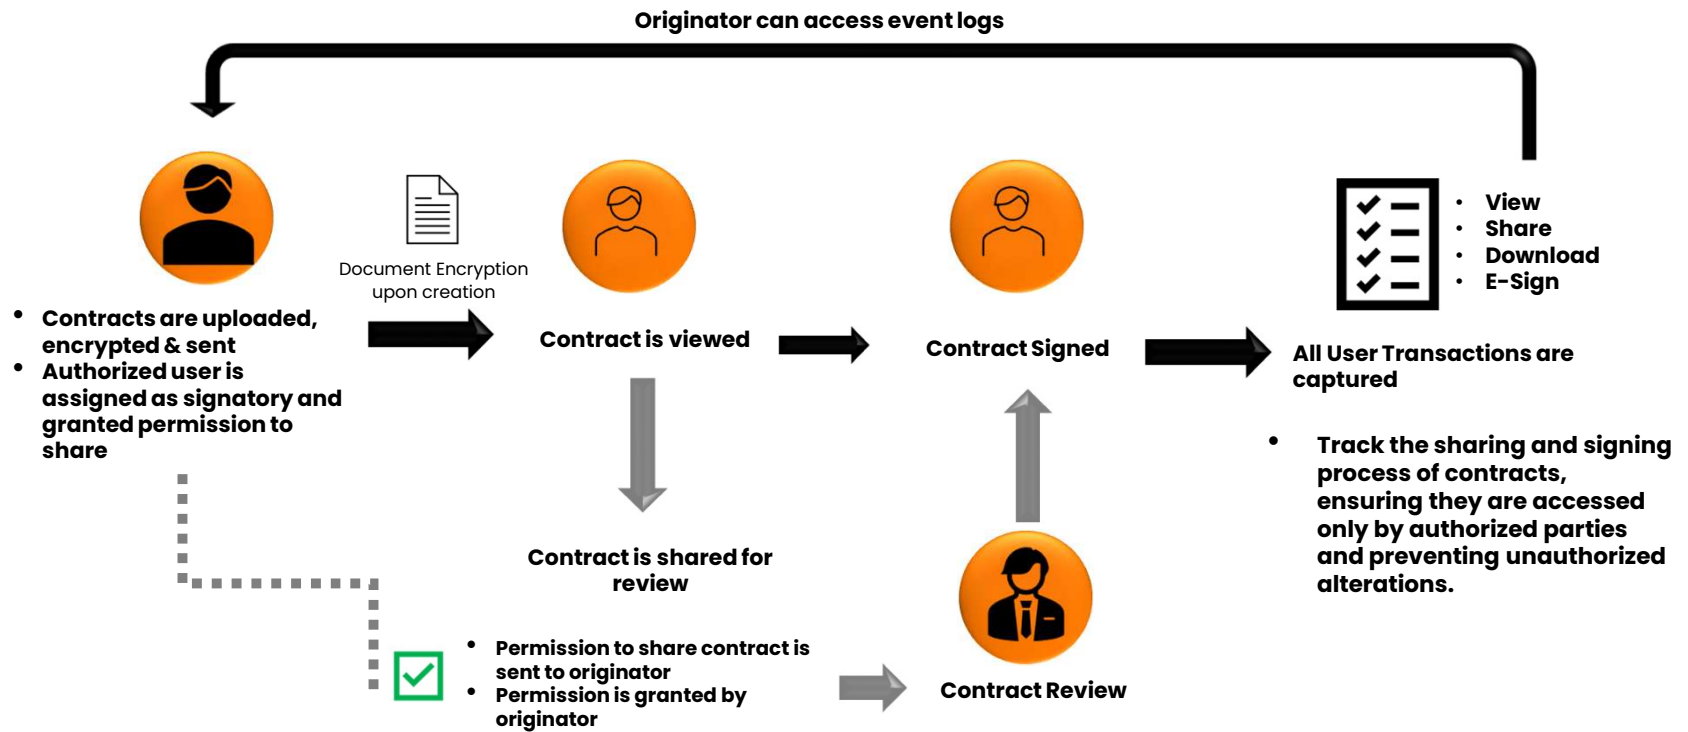 Originator can access event logs
Document Encryption
upon creation
• Contracts are uploaded,
encrypted & sent
• Authorized user is
assigned as signatory and
granted permission to
share
Contract is viewed
Contract Signed
• View
• Share
• Download
• E-Sign
All User Transactions are
captured
• Track the sharing and signing
process of contracts,
ensuring they are accessed
only by authorized parties
and preventing unauthorized
alterations.
Contract is shared for
review
• Permission to share contract is
sent to originator
• Permission is granted by
originator
Contract Review